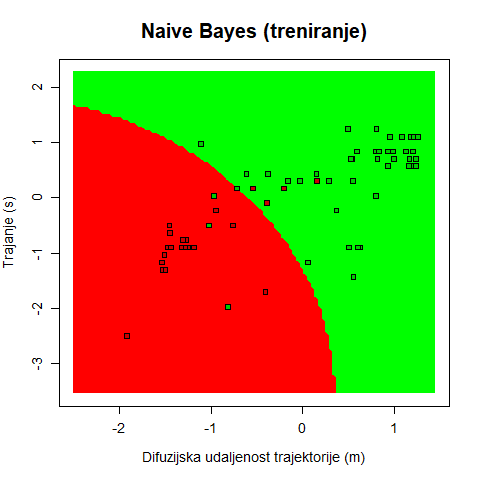 Naive Bayes (treniranje)
2
1
0
-1
-2
-3
Trajanje (s)
-2 -1 0 1
Difuzijska udaljenost trajektorije (m)